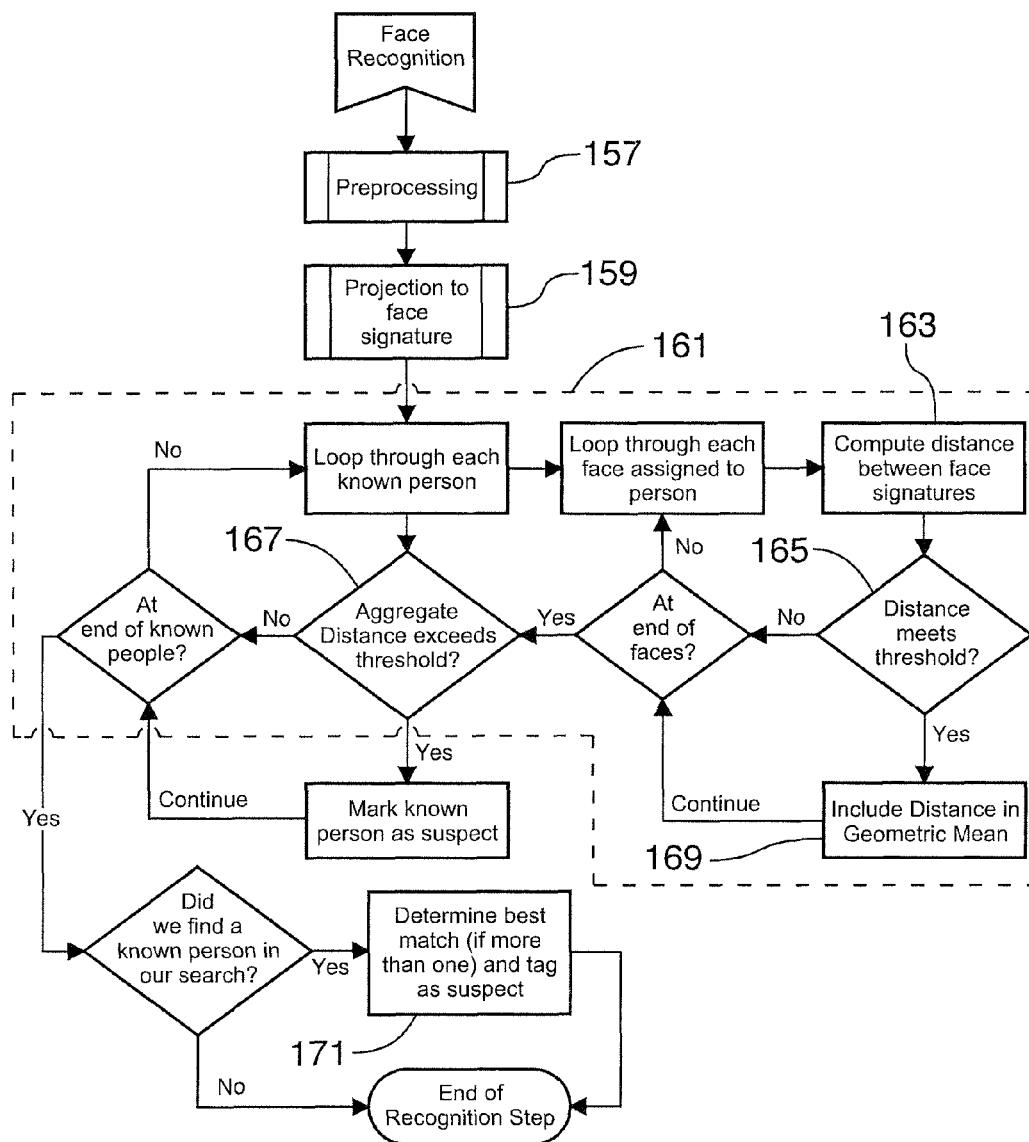 Face
Recognition
157
Preprocessing
159
Projection to
face
signature
161
163
Loop through each
known person
Loop through each
face assigned to
person
Compute distance
between face
signatures
No
167
No
165
At
end of known
people?
No
Aggregate
Distance exceeds
threshold?
Yes
At
end of
faces?
No
Distance
meets
threshold?
Yes
Yes
Yes
Continue
Mark known
person as suspect
Continue
Include Distance in
Geometric Mean
169
Did
we find a
known person in
our search?
Yes
Determine best
match (if more
than one) and tag
as suspect
171
No
End of
Recognition Step